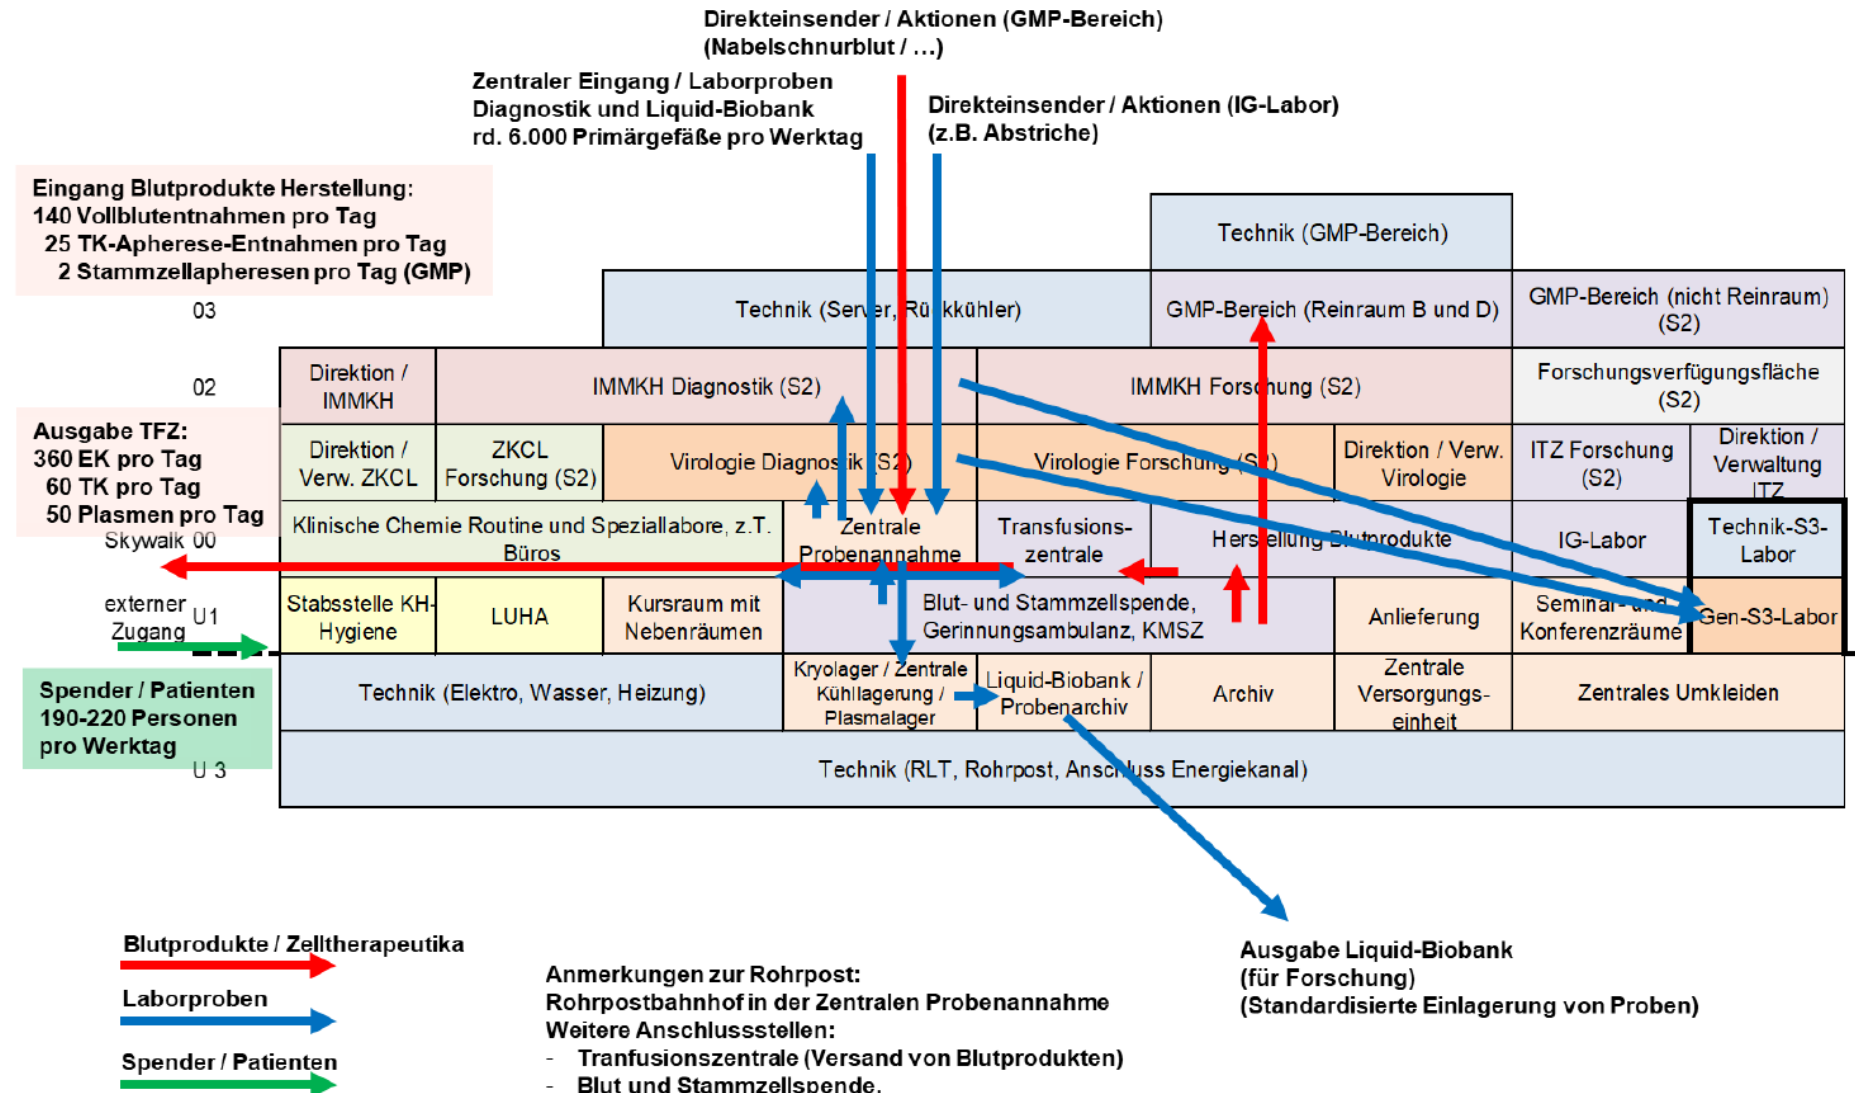 Direkteinsender / Aktionen (GMP-Bereich)
(Nabelschnurblut / ...)
Zentraler Eingang / Laborproben
Diagnostik und Liquid-Biobank
rd. 6.000 Primärgefäße pro Werktag
Direkteinsender / Aktionen (IG-Labor)
(z.B. Abstriche)
Eingang Blutprodukte Herstellung:
140 Vollblutentnahmen pro Tag
25 TK-Apherese-Entnahmen pro Tag
2 Stammzellapheresen pro Tag (GMP)
Technik (GMP-Bereich)
03
Technik (Server, Rückkühler)
GMP-Bereich (Reinraum B und D)
GMP-Bereich (nicht Reinraum)
(S2)
02
Direktion /
IMMKH
IMMKH Diagnostik (S2)
IMMKH Forschung (S2)
Forschungsverfügungsfläche
(S2)
Ausgabe TFZ:
360 EK pro Tag
60 TK pro Tag
50 Plasmen pro Tag
Direktion /
Verw. ZKCL
ZKCL
Forschung (S2)
Virologie Diagnostik (S2)
Virologie Forschung (S2)
Direktion / Verw.
Virologie
ITZ Forschung
(S2)
Direktion /
Verwaltung
ITZ
Skywalk 00
Klinische Chemie Routine und Speziallabore, z.T.
Büros
Zentrale
Probenannahme
Transfusions-
zentrale
Herstellung Blutprodukte
IG-Labor
Technik-S3-
Labor
externer
Zugang
U1
Stabsstelle KH-
Hygiene
LUHA
Kursraum mit
Nebenräumen
Blut- und Stammzellspende,
Gerinnungsambulanz, KMSZ
Anlieferung
Seminar- und
Konferenzräume
Gen-S3-Labor
Spender / Patienten
190-220 Personen
pro Werktag
Technik (Elektro, Wasser, Heizung)
Kryolager / Zentrale
Kühllagerung /
Plasmalager
Liquid-Biobank /
Probenarchiv
Archiv
Zentrale
Versorgungs-
einheit
Zentrales Umkleiden
U 3
Technik (RLT, Rohrpost, Anschluss Energiekanal)
Blutprodukte / Zelltherapeutika
Laborproben
Spender / Patienten
Anmerkungen zur Rohrpost:
Rohrpostbahnhof in der Zentralen Probenannahme
Weitere Anschlussstellen:
- Tranfusionszentrale (Versand von Blutprodukten)
- Blut und Stammzellspende.
Ausgabe Liquid-Biobank
(für Forschung)
(Standardisierte Einlagerung von Proben)